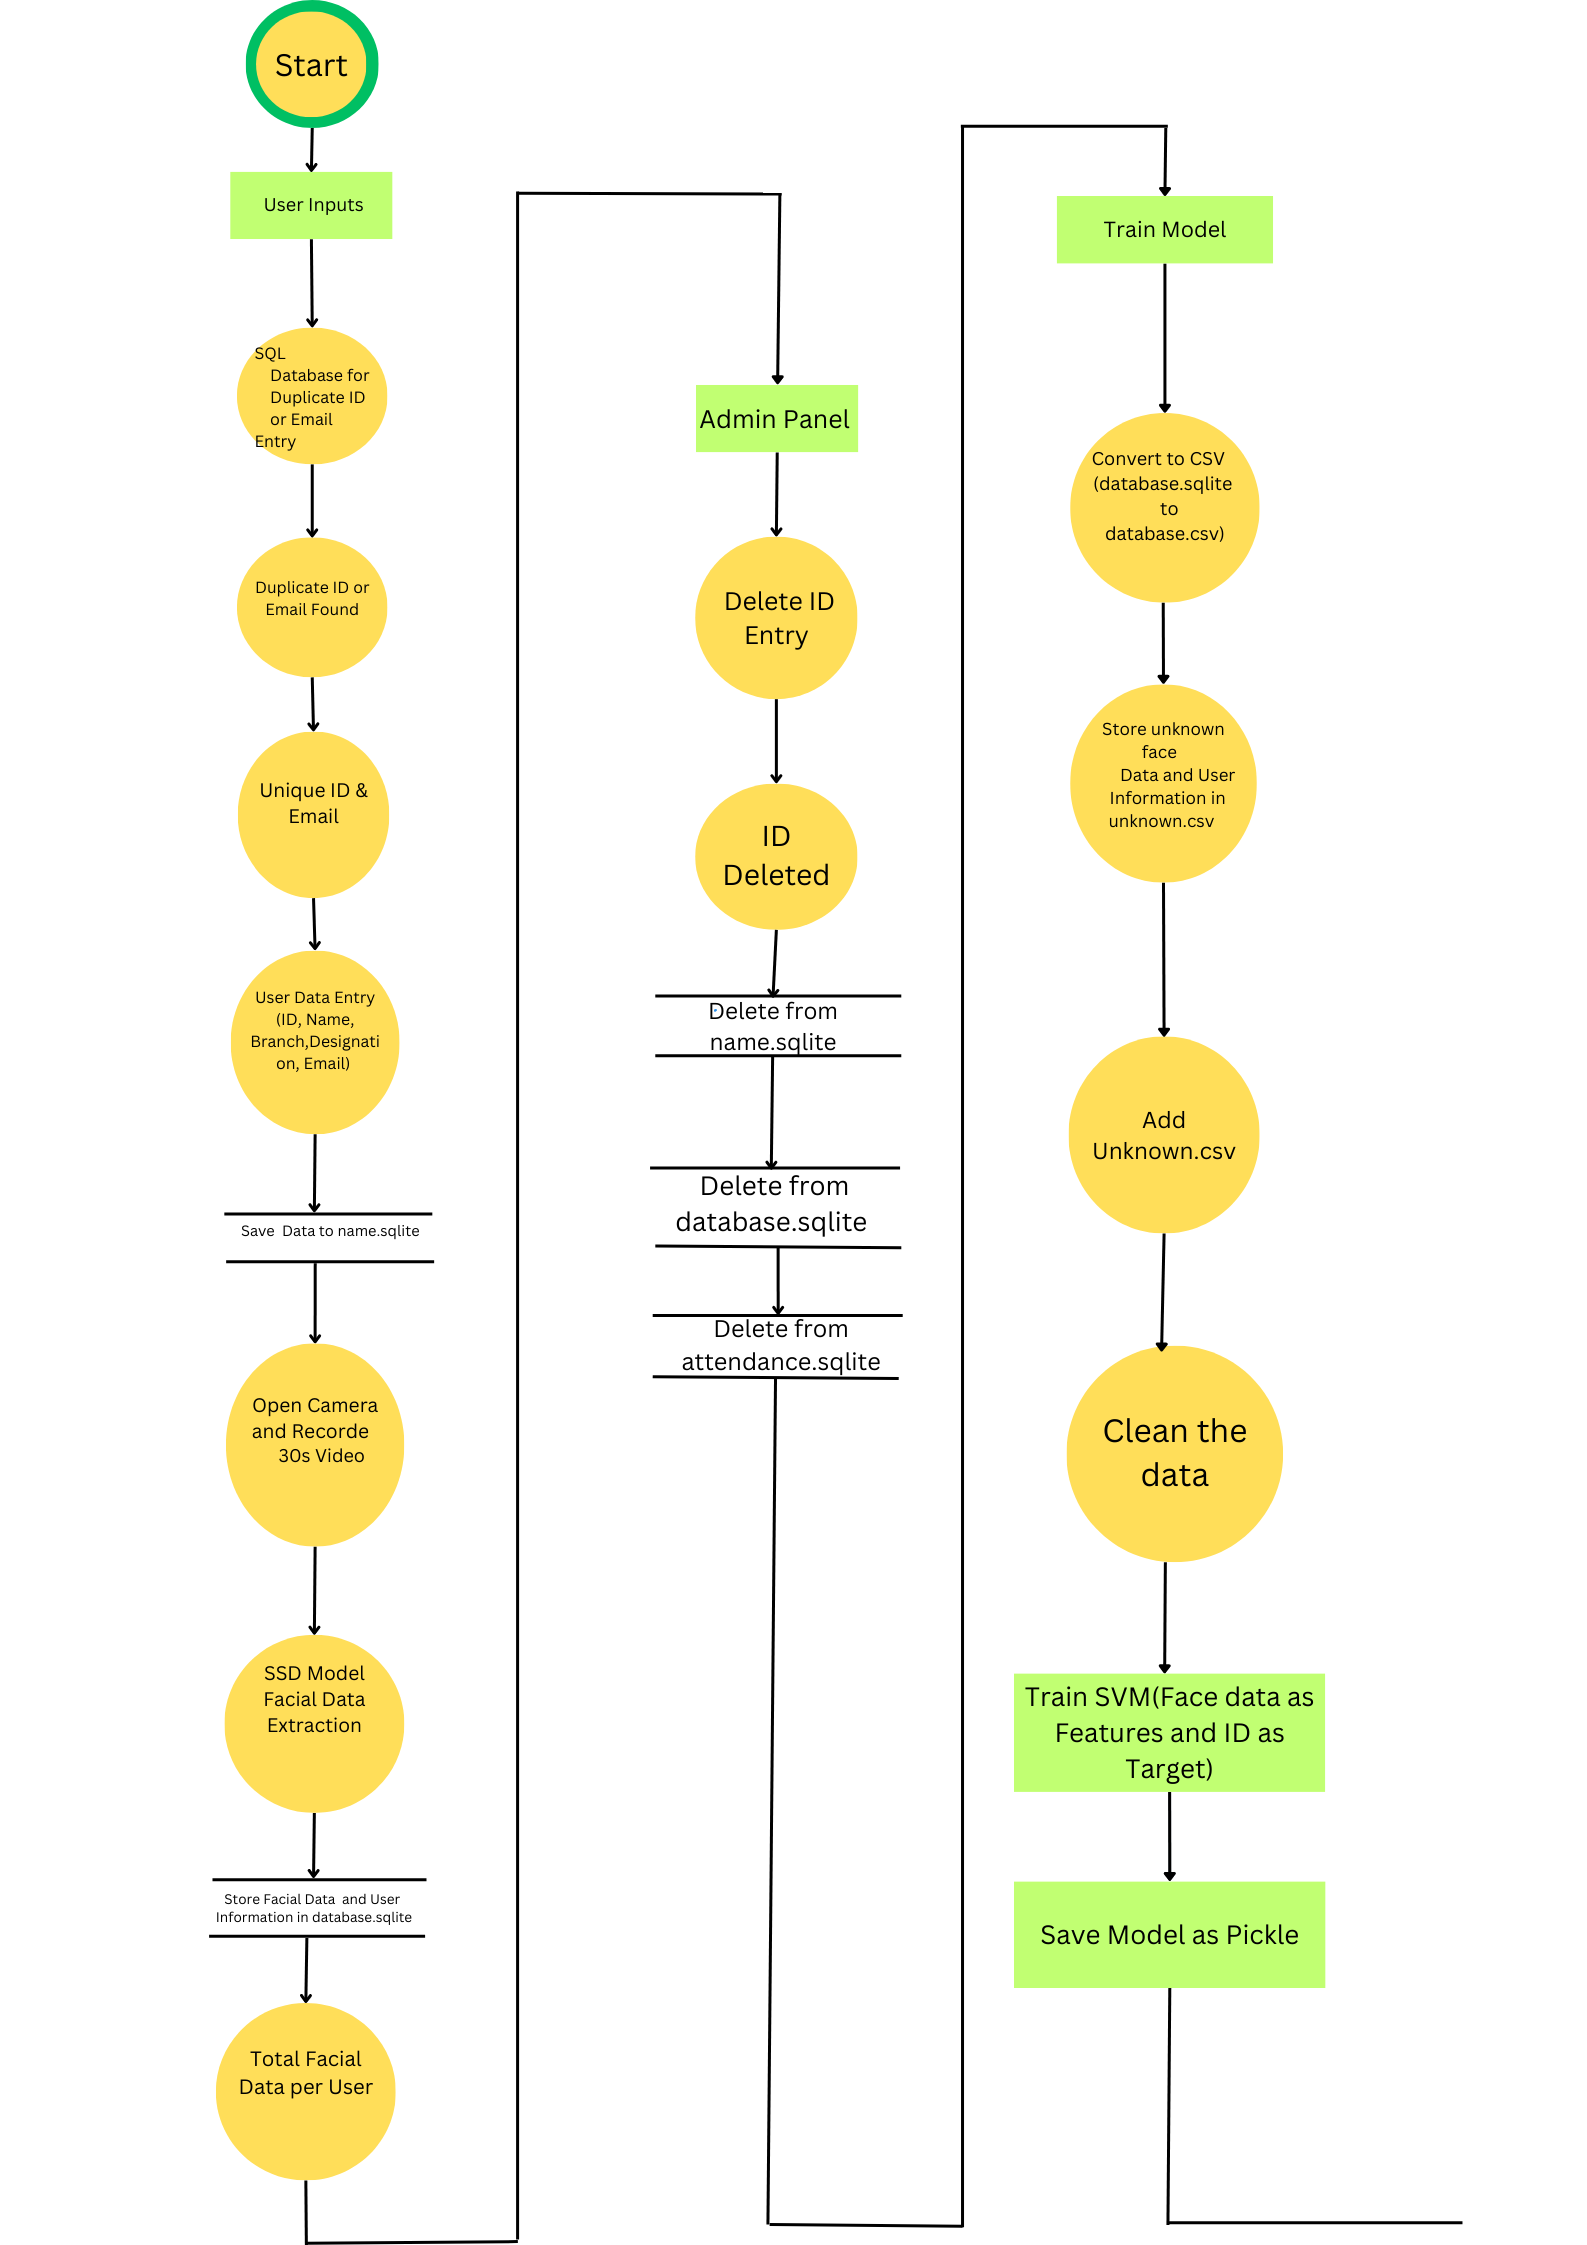 Start
User Inputs
SQL
Database for
Duplicate ID
or Email
Entry
Duplicate ID or
Email Found
Unique ID &
Email
User Data Entry
(ID, Name,
Branch,Designati
on, Email)
Save Data to name.sqlite
Open Camera
and Recorde
30s Video
SSD Model
Facial Data
Extraction
Store Facial Data and User
Information in database.sqlite
Total Facial
Data per User
Admin Panel
Delete ID
Entry
ID
Deleted
Delete from
name.sqlite
Delete from
database.sqlite
Delete from
attendance.sqlite
Train Model
Convert to CSV
(database.sqlite
to
database.csv)
Store unknown
face
Data and User
Information in
unknown.csv
Add
Unknown.csv
Clean the
data
Train SVM(Face data as
Features and ID as
Target)
Save Model as Pickle